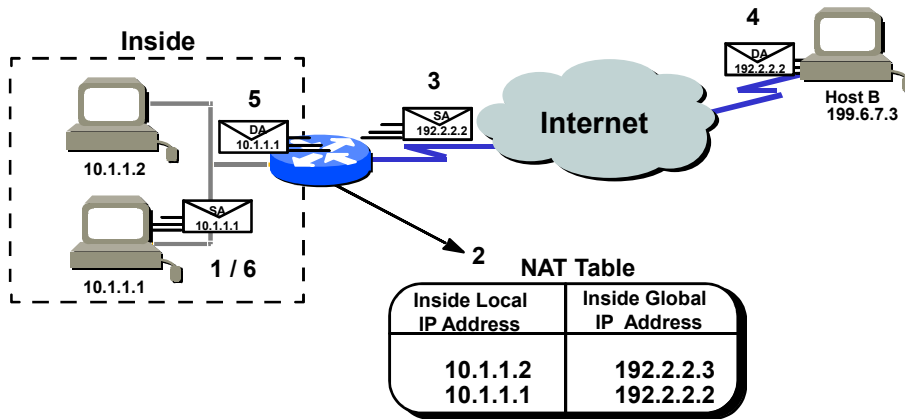 Inside
10.1.1.2
10.1.1.1
SA
10.1.1.1
1 / 6
5
DA
10.1.1.1
3
SA
192.2.2.2
Internet
4
DA
192.2.2.2
Host B
199.6.7.3
2
NAT Table
Inside Local
IP Address
Inside Global
IP Address
10.1.1.2 192.2.2.3
10.1.1.1 192.2.2.2